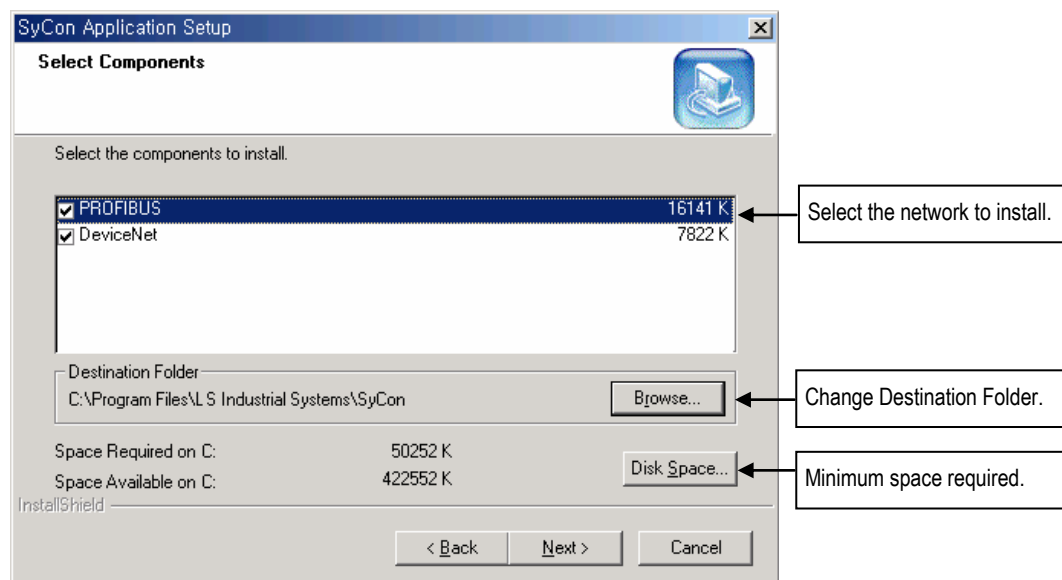 SyCon Application Setup
Select Components
Select the components to install.
PROFIBUS 16141 K
DeviceNet 7822 K
Select the network to install.
Destination Folder
C:\Program Files\LS Industrial Systems\SyCon
Browse...
Change Destination Folder.
Space Required on C: 50252 K
Space Available on C: 422552 K
Disk Space...
Minimum space required.
InstallShield
< Back Next > Cancel